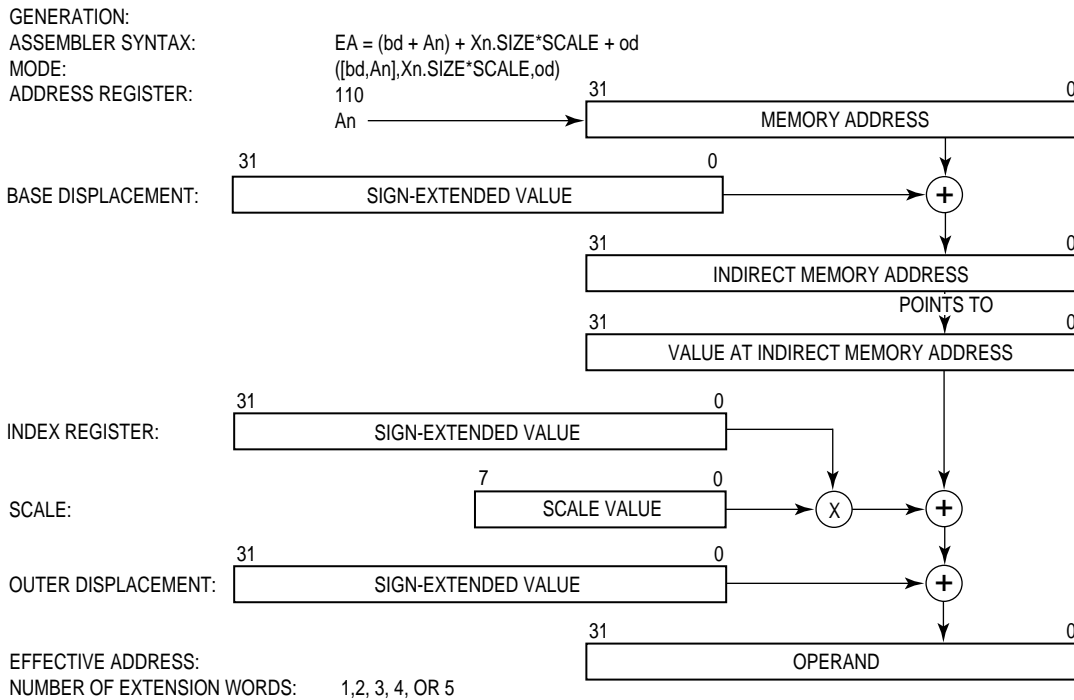 GENERATION:
ASSEMBLER SYNTAX: EA = (bd + An) + Xn.SIZE*SCALE + od
MODE: ([bd,An],Xn.SIZE*SCALE,od)
ADDRESS REGISTER: 110
31 0
An MEMORY ADDRESS
31 0
BASE DISPLACEMENT: SIGN-EXTENDED VALUE +
31 0
INDIRECT MEMORY ADDRESS
POINTS TO
31 0
VALUE AT INDIRECT MEMORY ADDRESS
31 0
INDEX REGISTER: SIGN-EXTENDED VALUE
7 0
SCALE: SCALE VALUE X +
31 0
OUTER DISPLACEMENT: SIGN-EXTENDED VALUE +
31 0
EFFECTIVE ADDRESS: OPERAND
NUMBER OF EXTENSION WORDS: 1,2, 3, 4, OR 5